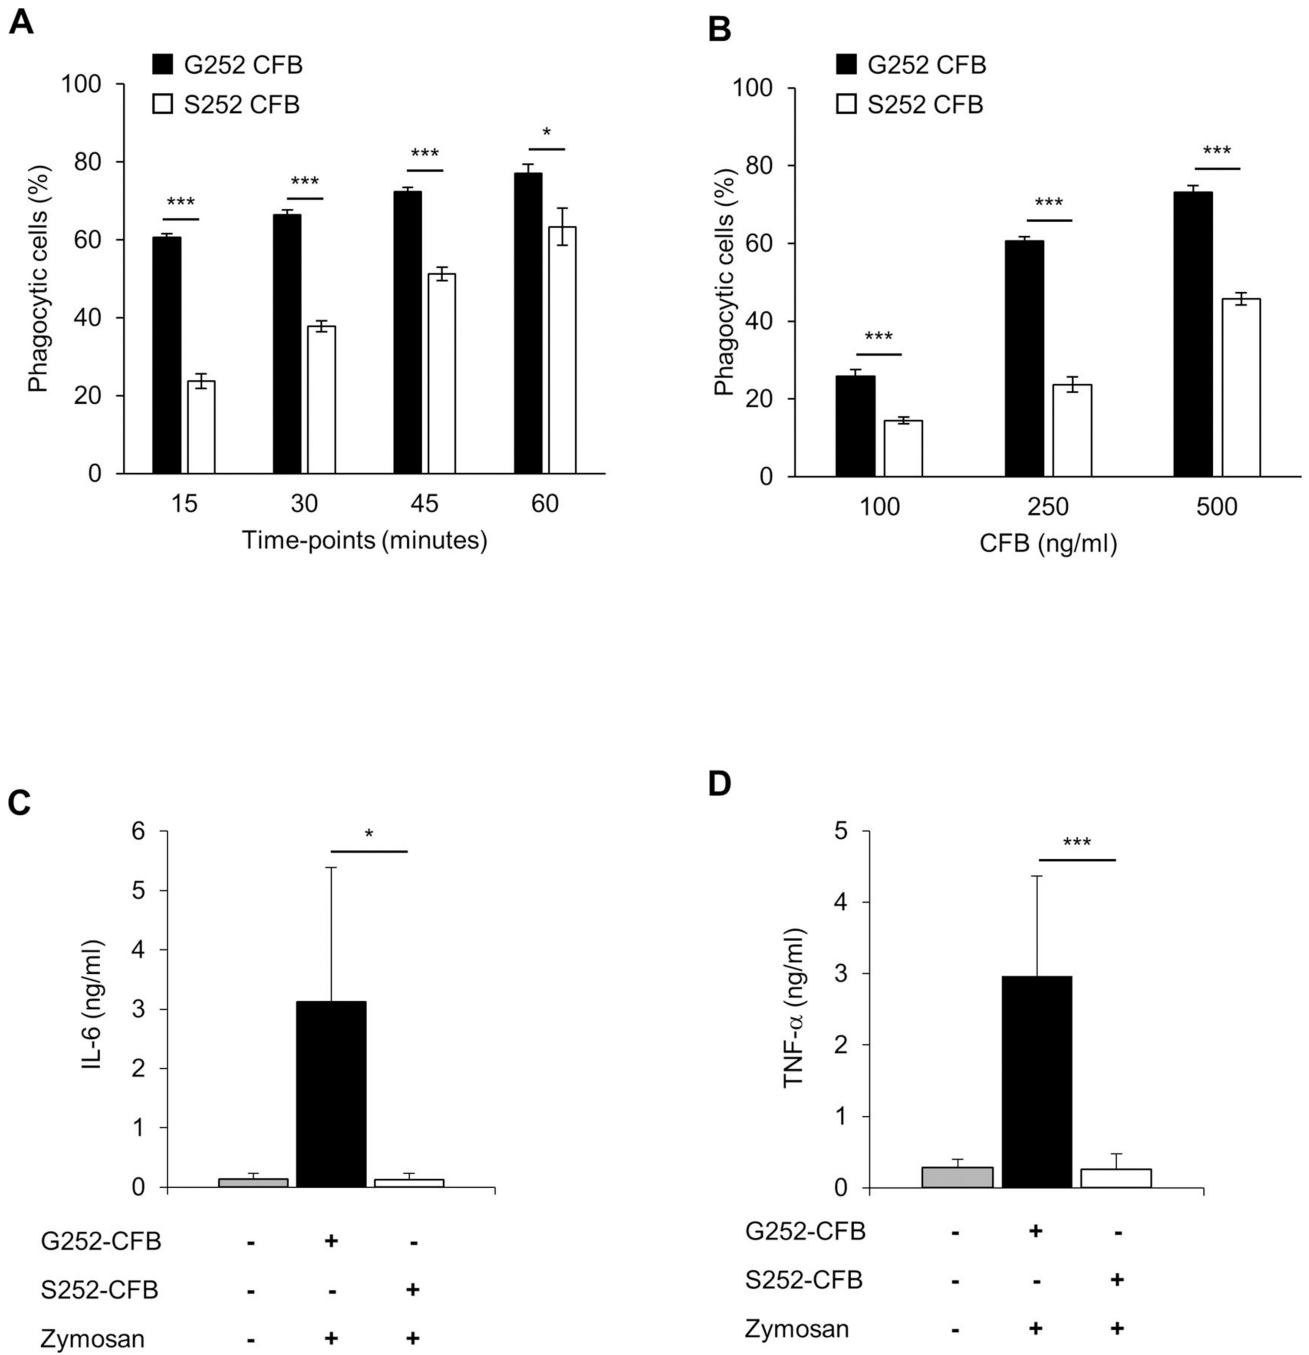 A
G252 CFB
S252 CFB
Phagocytic cells (%)
100
80
60
40
20
0
***
***
***
*
15 30 45 60
Time-points (minutes)
B
G252 CFB
S252 CFB
Phagocytic cells (%)
100
80
60
40
20
0
***
***
***
100 250 500
CFB (ng/ml)
C
IL-6 (ng/ml)
6
5
4
3
2
1
0
*
G252-CFB - + -
S252-CFB - - +
Zymosan - + +
D
TNF-α (ng/ml)
5
4
3
2
1
0
***
G252-CFB - + -
S252-CFB - - +
Zymosan - + +